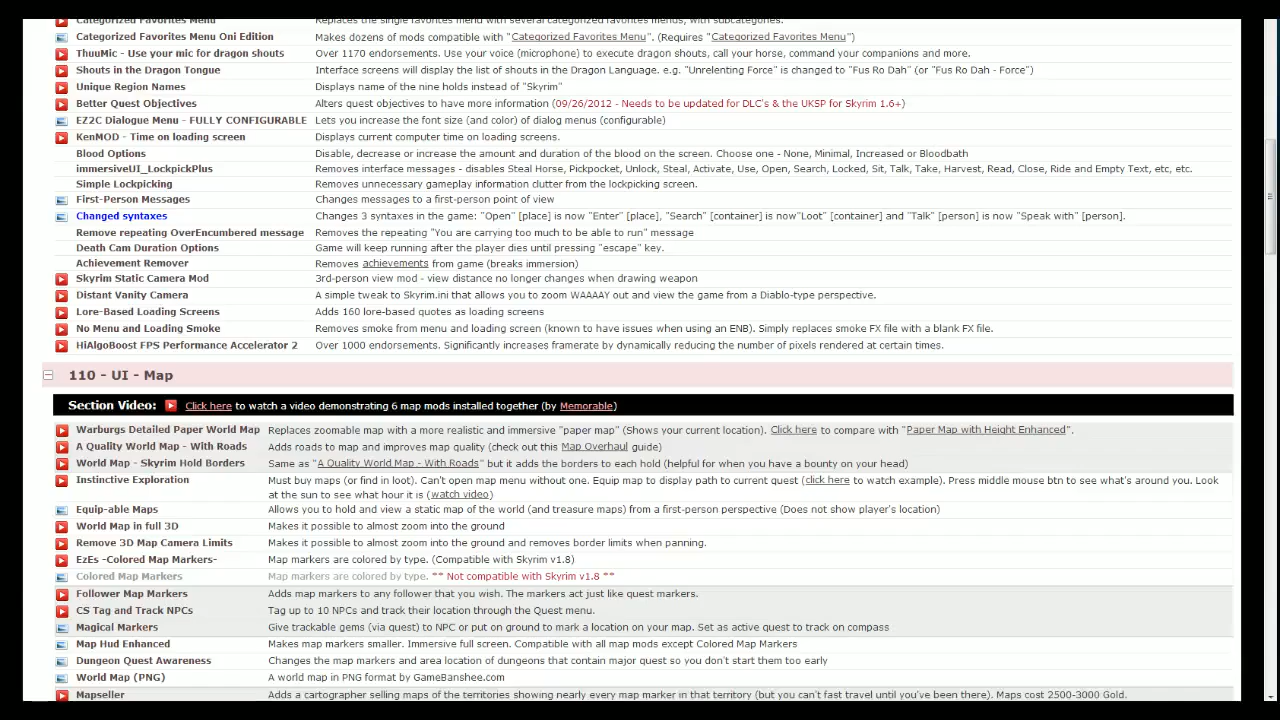 Categorized Favorites Menu Replaces the single favorites menu with several categorized favorites menus, with subcategories.
Categorized Favorites Menu Oni Edition Makes dozens of mods compatible with "Categorized Favorites Menu". (Requires "Categorized Favorites Menu")
ThuuMic - Use your mic for dragon shouts Over 1170 endorsements. Use your voice (microphone) to execute dragon shouts, call your horse, command your companions and more.
Shouts in the Dragon Tongue Interface screens will display the list of shouts in the Dragon Language. e.g. "Unrelenting Force" is changed to "Fus Ro Dah" (or "Fus Ro Dah - Force")
Unique Region Names Displays name of the nine holds instead of "Skyrim"
Better Quest Objectives Alters quest objectives to have more information (09/26/2012 - Needs to be updated for DLC's & the UKSP for Skyrim 1.6+)
EZ2C Dialogue Menu - FULLY CONFIGURABLE Lets you increase the font size (and color) of dialog menus (configurable)
KenMOD - Time on loading screen Displays current computer time on loading screens.
Blood Options Disable, decrease or increase the amount and duration of the blood on the screen. Choose one - None, Minimal, Increased or Bloodbath
immersiveUI_LockpickPlus Removes interface messages - disables Steal Horse, Pickpocket, Unlock, Steal, Activate, Use, Open, Search, Locked, Sit, Talk, Take, Harvest, Read, Close, Ride and Empty Text, etc, etc.
Simple Lockpicking Removes unnecessary gameplay information clutter from the lockpicking screen.
First-Person Messages Changes messages to a first-person point of view
Changed syntaxes Changes 3 syntaxes in the game: "Open" [place] is now "Enter" [place], "Search" [container] is now"Loot" [container] and "Talk" [person] is now "Speak with" [person].
Remove repeating OverEncumbered message Removes the repeating "You are carrying too much to be able to run" message
Death Cam Duration Options Game will keep running after the player dies until pressing "escape" key.
Achievement Remover Removes achievements from game (breaks immersion)
Skyrim Static Camera Mod 3rd-person view mod - view distance no longer changes when drawing weapon
Distant Vanity Camera A simple tweak to Skyrim.ini that allows you to zoom WAAAAY out and view the game from a Diablo-type perspective.
Lore-Based Loading Screens Adds 160 lore-based quotes as loading screens
No Menu and Loading Smoke Removes smoke from menu and loading screen (known to have issues when using an ENB). Simply replaces smoke FX file with a blank FX file.
HiAlgoBoost FPS Performance Accelerator 2 Over 1000 endorsements. Significantly increases framerate by dynamically reducing the number of pixels rendered at certain times.
110 - UI - Map
Section Video: Click here to watch a video demonstrating 6 map mods installed together (by Memorable)
Warburgs Detailed Paper World Map Replaces zoomable map with a more realistic and immersive "paper map" (Shows your current location). Click here to compare with "Paper Map with Height Enhanced".
A Quality World Map - With Roads Adds roads to map and improves map quality (check out this Map Overhaul guide)
World Map - Skyrim Hold Borders Same as "A Quality World Map - With Roads" but it adds the borders to each hold (helpful for when you have a bounty on your head)
Instinctive Exploration Must buy maps (or find in loot). Can't open map menu without one. Equip map to display path to current quest (click here to watch example). Press middle mouse btn to see what's around you. Look
at the sun to see what hour it is (watch video)
Equip-able Maps Allows you to hold and view a static map of the world (and treasure maps) from a first-person perspective (Does not show player's location)
World Map in full 3D Makes it possible to almost zoom into the ground
Remove 3D Map Camera Limits Makes it possible to almost zoom into the ground and removes border limits when panning.
EzEs -Colored Map Markers- Map markers are colored by type. (Compatible with Skyrim v1.8)
Colored Map Markers Map markers are colored by type. ** Not compatible with Skyrim v1.8 **
Follower Map Markers Adds map markers to any follower that you wish. The markers act just like quest markers.
CS Tag and Track NPCs Tag up to 10 NPCs and track their location through the Quest menu.
Magical Markers Give trackable gems (via quest) to NPC or put on ground to mark a location on your map. Set as active quest to track on compass
Map Hud Enhanced Makes map markers smaller. Immersive full screen. Compatible with all map mods except Colored Map Markers
Dungeon Quest Awareness Changes the map markers and area location of dungeons that contain major quest so you don't start them too early
World Map (PNG) A world map in PNG format by GameBanshee.com
Mapseller Adds a cartographer selling maps of the territories showing nearly every map marker in that territory (but you can't fast travel until you've been there). Maps cost 2500-3000 Gold.